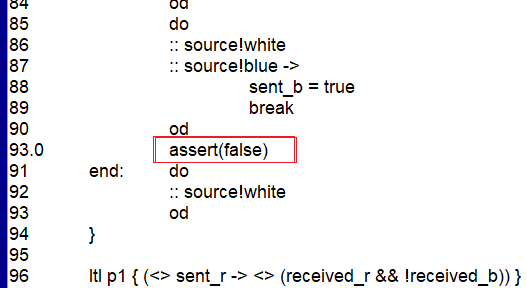 84 od
85 do
86 :: source!white
87 :: source!blue ->
88 sent_b = true
89 break
90 od
93.0 assert(false)
91 end: do
92 :: source!white
93 od
94 }
95
96 ltl p1 { (<> sent_r -> <> (received_r && !received_b)) }